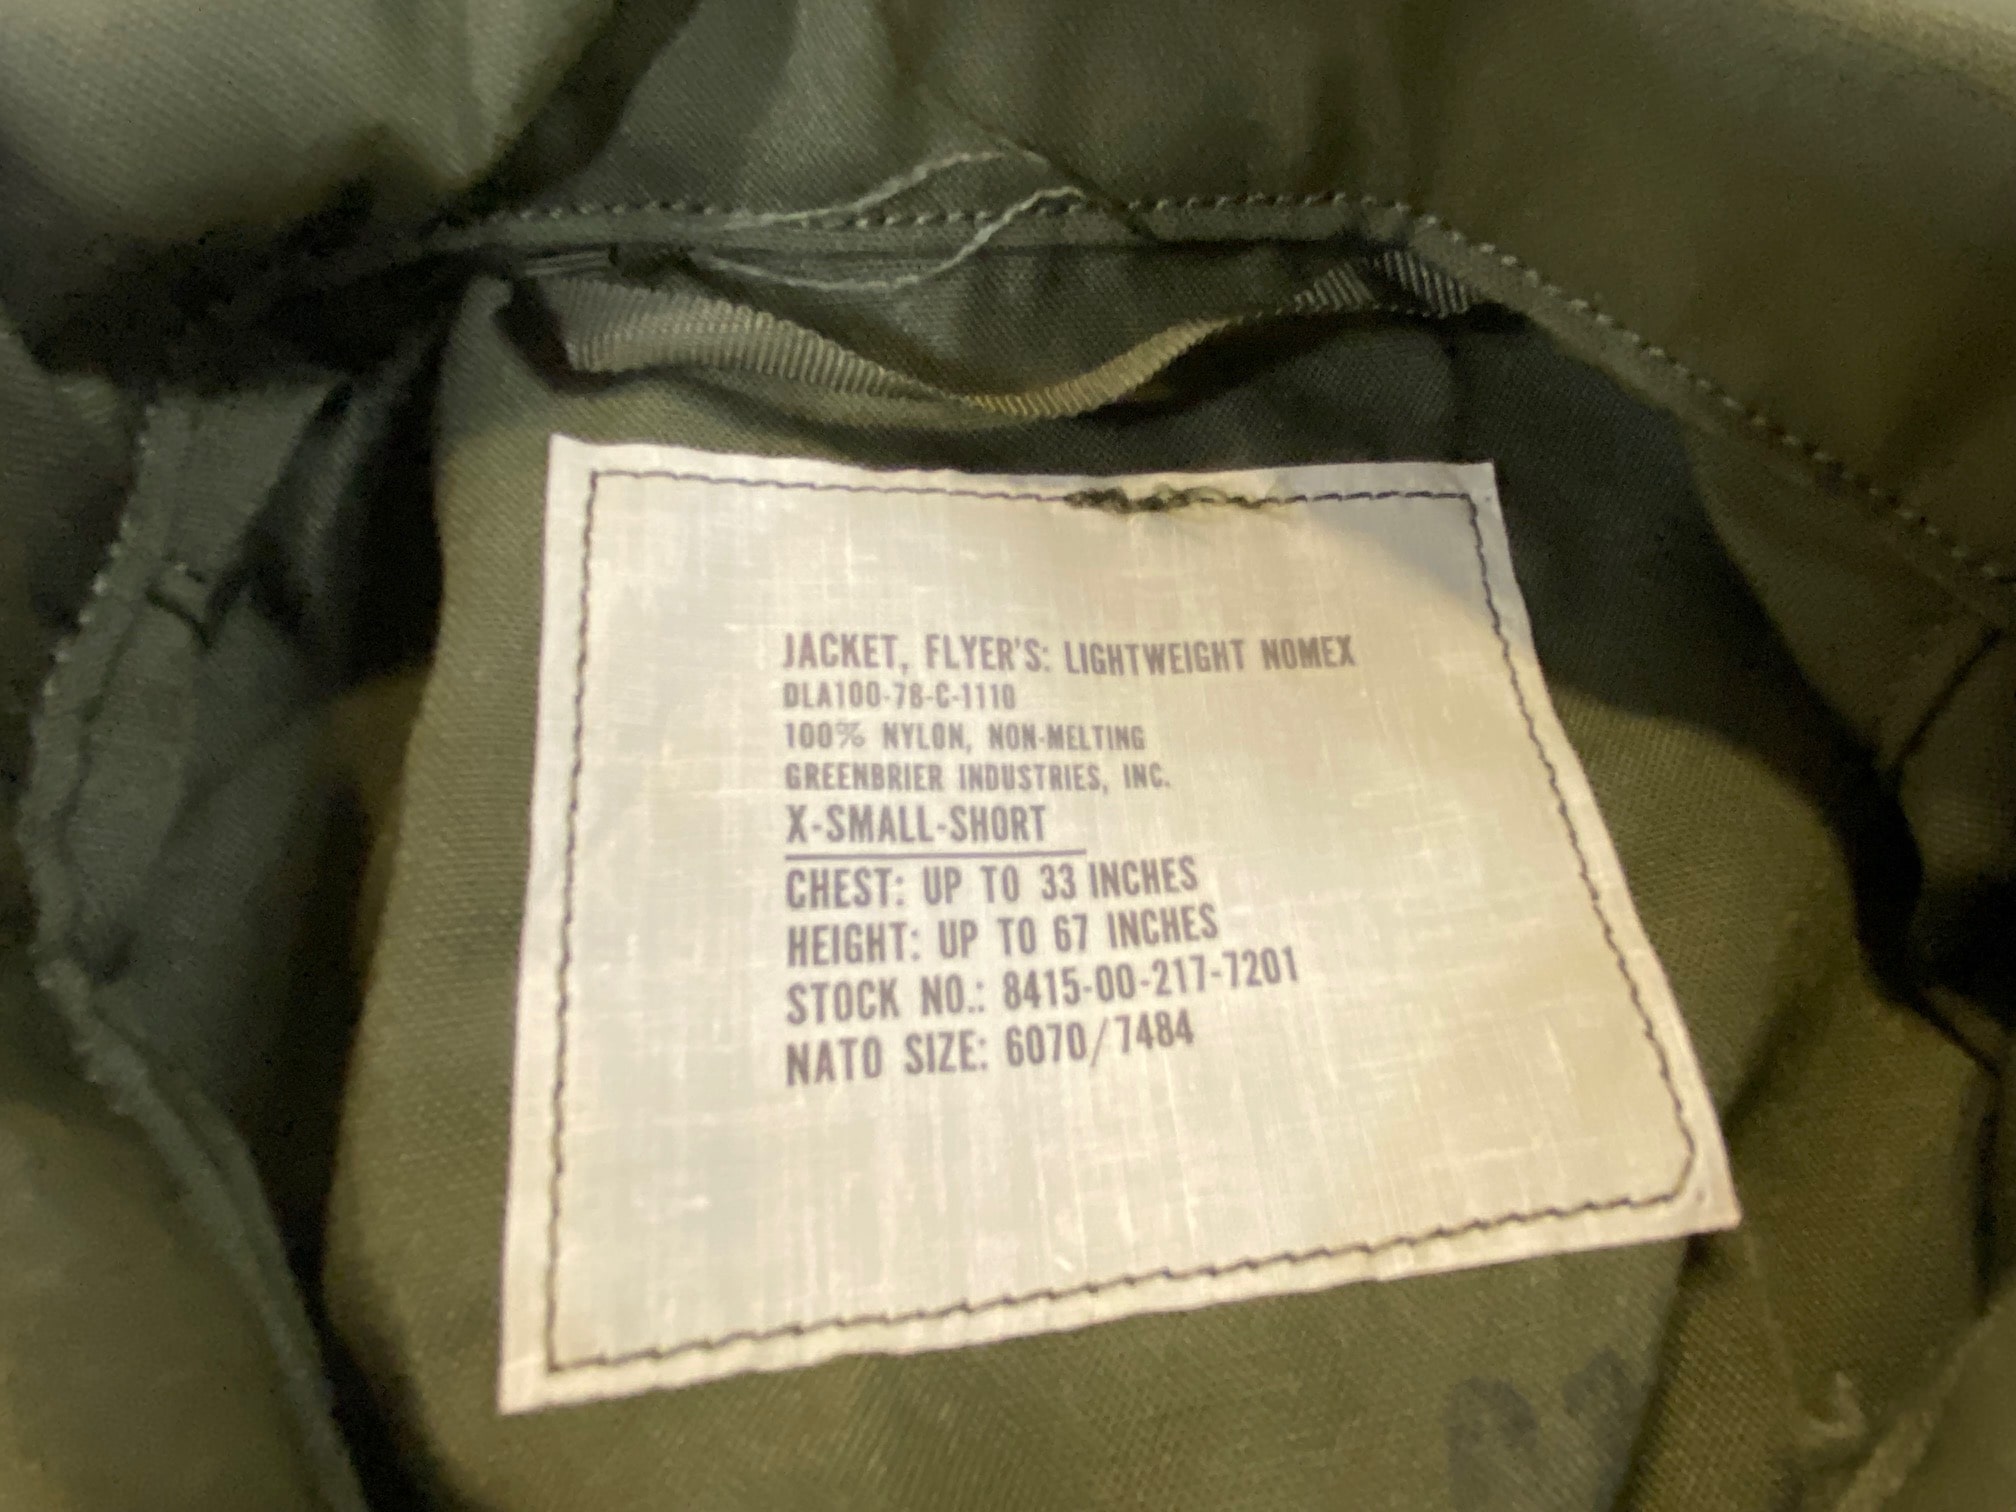 JACKET, FLYER'S: LIGHTWEIGHT NOMEX
DLA100-78-C-1110
100% NYLON, NON-MELTING
GREENBRIER INDUSTRIES, INC.
X-SMALL-SHORT
CHEST: UP TO 33 INCHES
HEIGHT: UP TO 67 INCHES
STOCK NO.: 8415-00-217-7201
NATO SIZE: 6070/7484